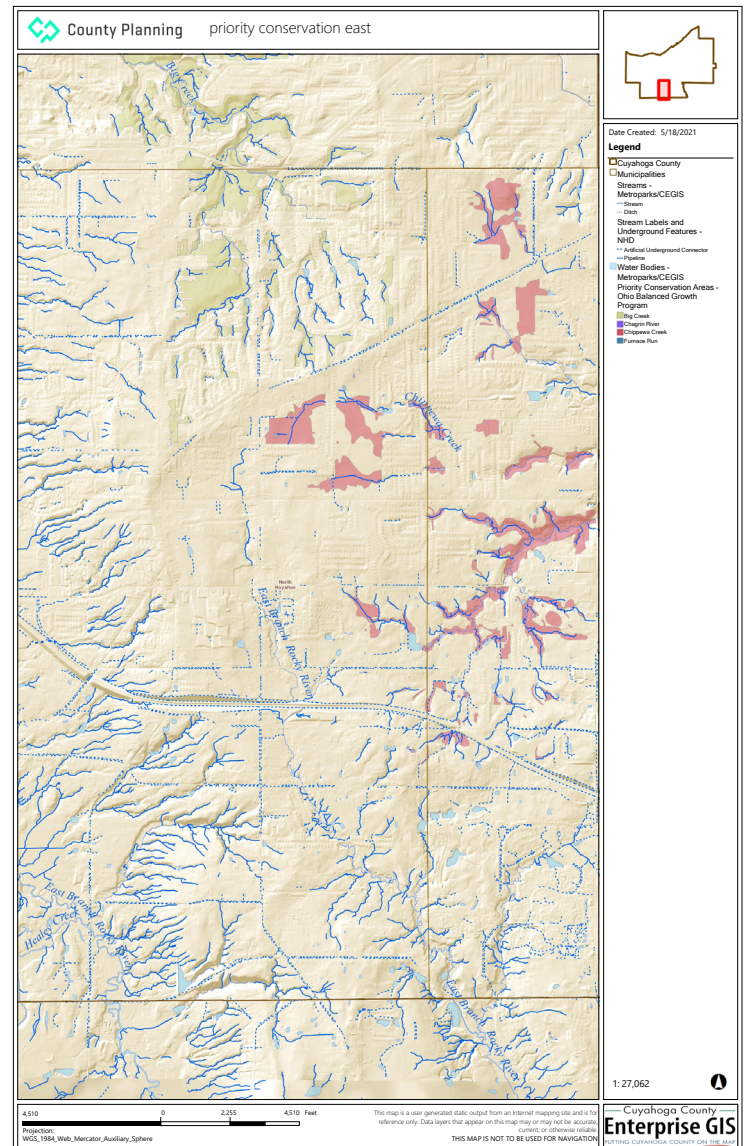 County Planning
priority conservation east
Big Creek
Chippewa Creek
North
Royalton
East Branch Rocky River
East Branch Rocky River
Healey Creek
East Branch Rocky River
Date Created: 5/18/2021
Legend
Cuyahoga County
Municipalities
Streams -
Metroparks/CEGIS
Stream
Ditch
Stream Labels and
Underground Features -
NHD
Artificial Underground Connector
Pipeline
Water Bodies -
Metroparks/CEGIS
Priority Conservation Areas -
Ohio Balanced Growth
Program
Big Creek
Chagrin River
Chippewa Creek
Furnace Run
1: 27,062
4,510 0 2,255 4,510 Feet
Projection:
WGS_1984_Web_Mercator_Auxiliary_Sphere
This map is a user generated static output from an Internet mapping site and is for
reference only. Data layers that appear on this map may or may not be accurate,
current, or otherwise reliable.
THIS MAP IS NOT TO BE USED FOR NAVIGATION
Cuyahoga County
Enterprise GIS
PUTTING CUYAHOGA COUNTY ON THE MAP